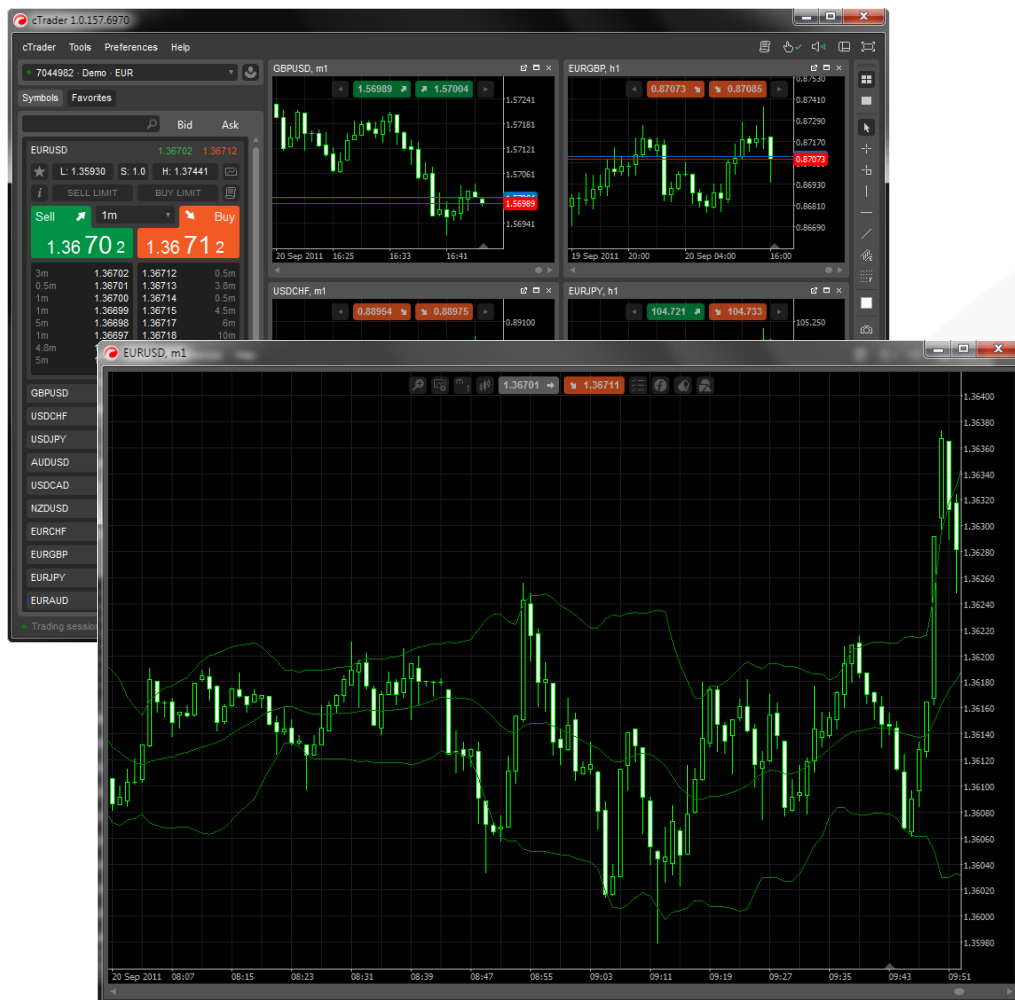 cTrader 1.0.157.6970
cTrader Tools Preferences Help
7044982 - Demo - EUR
Symbols Favorites
Bid Ask
EURUSD 1.36702 1.36712
L: 1.35930 S: 1.0 H: 1.37441
i SELL LIMIT BUY LIMIT
Sell 1m Buy
1.36 70 2 1.36 71 2
3m 1.36702 1.36712 0.5m
0.5m 1.36701 1.36713 3.8m
1m 1.36700 1.36714 0.5m
1m 1.36699 1.36715 4.5m
5m 1.36698 1.36717 6m
1m 1.36697 1.36718 10m
4.8m
5m
GBPUSD
USDCHF
USDJPY
AUDUSD
USDCAD
NZDUSD
EURCHF
EURGBP
EURJPY
EURAUD
Trading session
GBPUSD, m1
1.56989 1.57004
1.57241
1.57181
1.57121
1.57061
1.56989
1.56941
20 Sep 2011 16:25 16:33 16:41
EURGBP, h1
0.87073 0.87085
0.87530
0.87410
0.87290
0.87170
0.87073
0.86930
0.86810
0.86690
19 Sep 2011 20:00 20 Sep 04:00 16:00
USDCHF, m1
0.88954 0.88975
0.89100
EURJPY, h1
104.721 104.733
105.250
EURUSD, m1
m1 1.36701 1.36711
1.36400
1.36380
1.36360
1.36340
1.36320
1.36300
1.36280
1.36260
1.36240
1.36220
1.36200
1.36180
1.36160
1.36140
1.36120
1.36100
1.36080
1.36060
1.36040
1.36020
1.36000
1.35980
20 Sep 2011 08:07 08:15 08:23 08:31 08:39 08:47 08:55 09:03 09:11 09:19 09:27 09:35 09:43 09:51